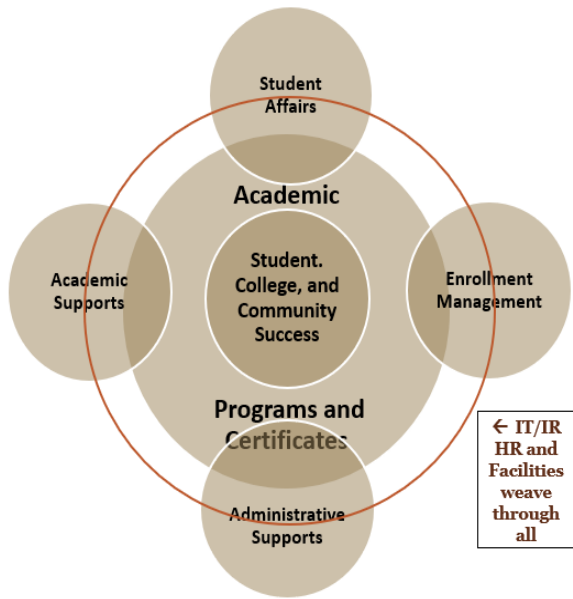 Student
Affairs
Academic
Student.
College, and
Community
Success
Academic
Supports
Enrollment
Management
Programs and
Certificates
Administrative
Supports
← IT/IR
HR and
Facilities
weave
through
all